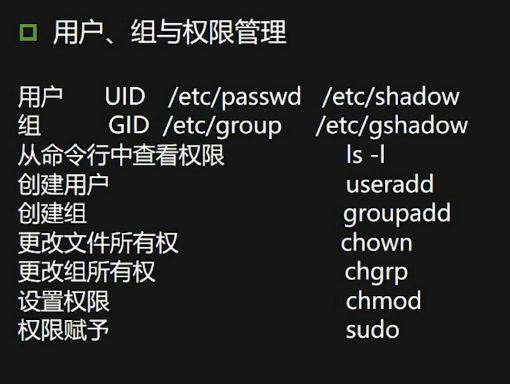 用户、组与权限管理
用户 UID /etc/passwd /etc/shadow
组 GID /etc/group /etc/gshadow
从命令行中查看权限 ls -l
创建用户 useradd
创建组 groupadd
更改文件所有权 chown
更改组所有权 chgrp
设置权限 chmod
权限赋予 sudo